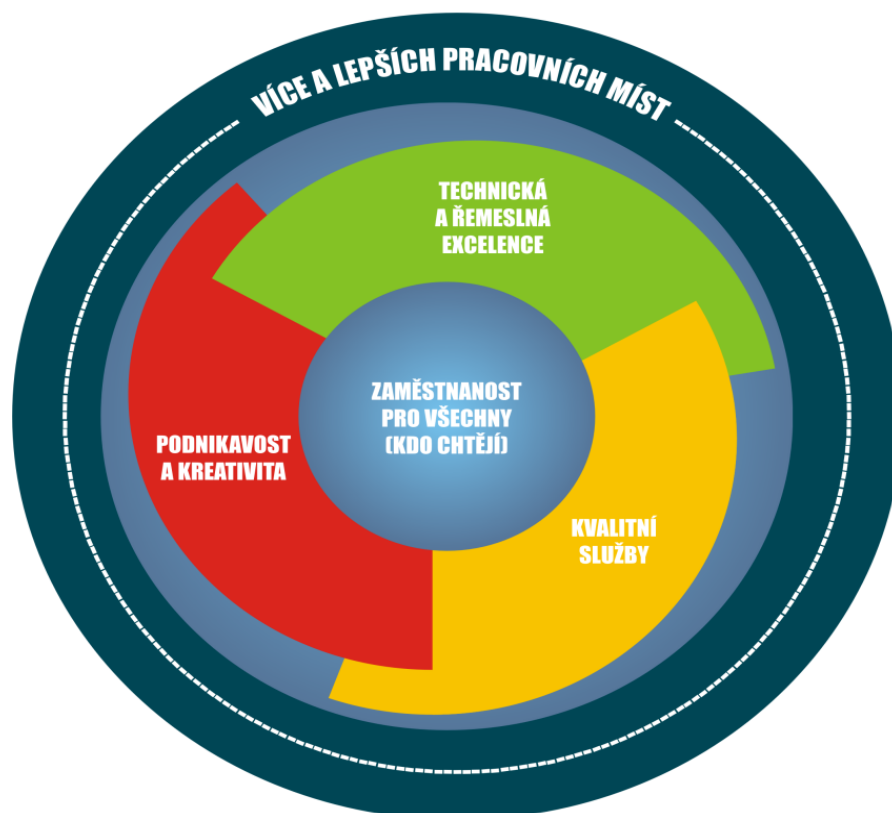 VÍCE A LEPŠÍCH PRACOVNÍCH MÍST
TECHNICKÁ
A ŘEMESLNÁ
EXCELENCE
ZAMĚSTNANOST
PRO VŠECHNY
(KDO CHTĚJÍ)
PODNIKAVOST
A KREATIVITA
KVALITNÍ
SLUŽBY